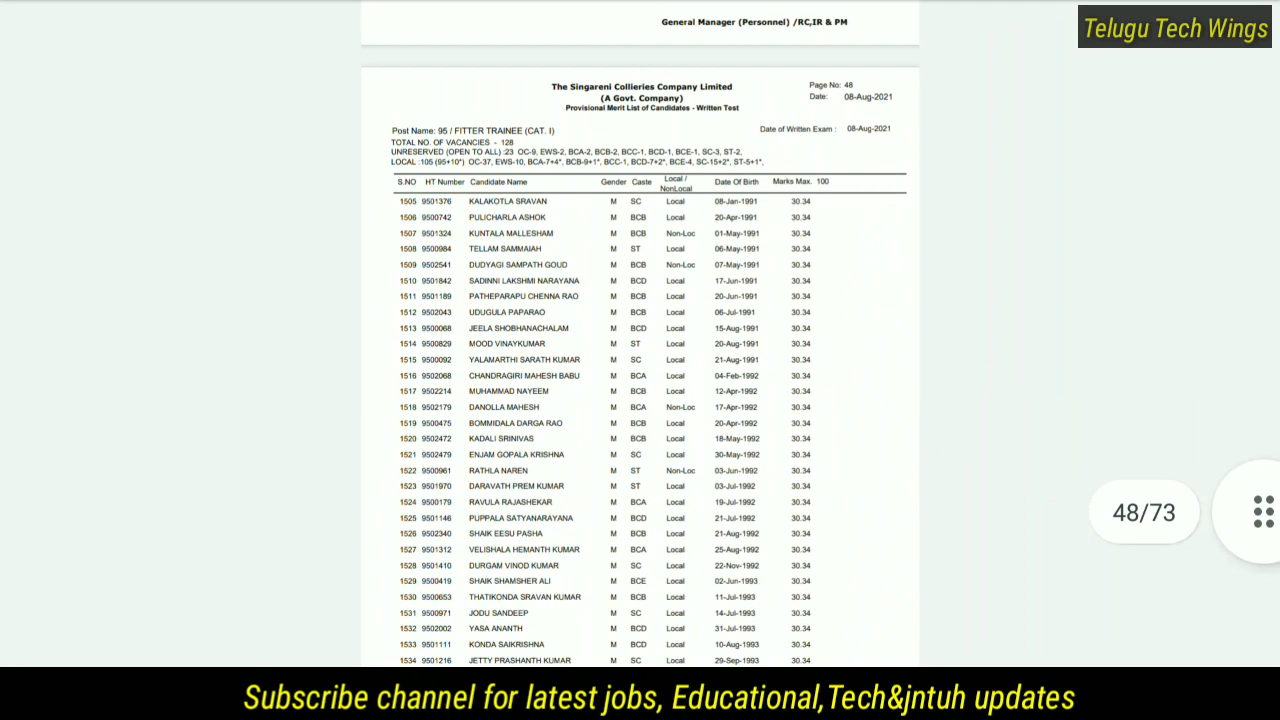 General Manager (Personnel) /RC,IR & PM
Telugu Tech Wings
The Singareni Collieries Company Limited
Page No: 48
(A Govt. Company)
Date: 08-Aug-2021
Provisional Merit List of Candidates - Written Test
Post Name: 95 / FITTER TRAINEE (CAT. I)
Date of Written Exam : 08-Aug-2021
TOTAL NO. OF VACANCIES - 128
UNRESERVED (OPEN TO ALL) :23 OC-9, EWS-2, BCA-2, BCB-2, BCC-1, BCD-1, BCE-1, SC-3, ST-2,
LOCAL :105 (95+10*) OC-37, EWS-10, BCA-7+4*, BCB-9+1*, BCC-1, BCD-7+2*, BCE-4, SC-15+2*, ST-5+1*,
S.NO HT Number Candidate Name Gender Caste Local / NonLocal Date Of Birth Marks Max. 100
1505 9501376 KALAKOTLA SRAVAN M SC Local 08-Jan-1991 30.34
1506 9500742 PULICHARLA ASHOK M BCB Local 20-Apr-1991 30.34
1507 9501324 KUNTALA MALLESHAM M BCB Non-Loc 01-May-1991 30.34
1508 9500984 TELLAM SAMMAIAH M ST Local 06-May-1991 30.34
1509 9502541 DUDYAGI SAMPATH GOUD M BCB Non-Loc 07-May-1991 30.34
1510 9501842 SADINNI LAKSHMI NARAYANA M BCD Local 17-Jun-1991 30.34
1511 9501189 PATHEPARAPU CHENNA RAO M BCB Local 20-Jun-1991 30.34
1512 9502043 UDUGULA PAPARAO M BCB Local 06-Jul-1991 30.34
1513 9500068 JEELA SHOBHANACHALAM M BCD Local 15-Aug-1991 30.34
1514 9500829 MOOD VINAYKUMAR M ST Local 20-Aug-1991 30.34
1515 9500092 YALAMARTHI SARATH KUMAR M SC Local 21-Aug-1991 30.34
1516 9502068 CHANDRAGIRI MAHESH BABU M BCA Local 04-Feb-1992 30.34
1517 9502214 MUHAMMAD NAYEEM M BCB Local 12-Apr-1992 30.34
1518 9502179 DANOLLA MAHESH M BCA Non-Loc 17-Apr-1992 30.34
1519 9500475 BOMMIDALA DARGA RAO M BCB Local 20-Apr-1992 30.34
1520 9502472 KADALI SRINIVAS M BCB Local 18-May-1992 30.34
1521 9502479 ENJAM GOPALA KRISHNA M SC Local 30-May-1992 30.34
1522 9500961 RATHLA NAREN M ST Non-Loc 03-Jun-1992 30.34
1523 9501970 DARAVATH PREM KUMAR M ST Local 03-Jul-1992 30.34
1524 9500179 RAVULA RAJASHEKAR M BCA Local 19-Jul-1992 30.34
1525 9501146 PUPPALA SATYANARAYANA M BCD Local 21-Jul-1992 30.34
1526 9502340 SHAIK EESU PASHA M BCB Local 21-Aug-1992 30.34
1527 9501312 VELISHALA HEMANTH KUMAR M BCA Local 25-Aug-1992 30.34
1528 9501410 DURGAM VINOD KUMAR M SC Local 22-Nov-1992 30.34
1529 9500419 SHAIK SHAMSHER ALI M BCE Local 02-Jun-1993 30.34
1530 9500653 THATIKONDA SRAVAN KUMAR M BCB Local 11-Jul-1993 30.34
1531 9500971 JODU SANDEEP M SC Local 14-Jul-1993 30.34
1532 9502002 YASA ANANTH M BCD Local 31-Jul-1993 30.34
1533 9501111 KONDA SAIKRISHNA M BCD Local 10-Aug-1993 30.34
1534 9501216 JETTY PRASHANTH KUMAR M SC Local 29-Sep-1993 30.34
48/73
Subscribe channel for latest jobs, Educational,Tech&jntuh updates